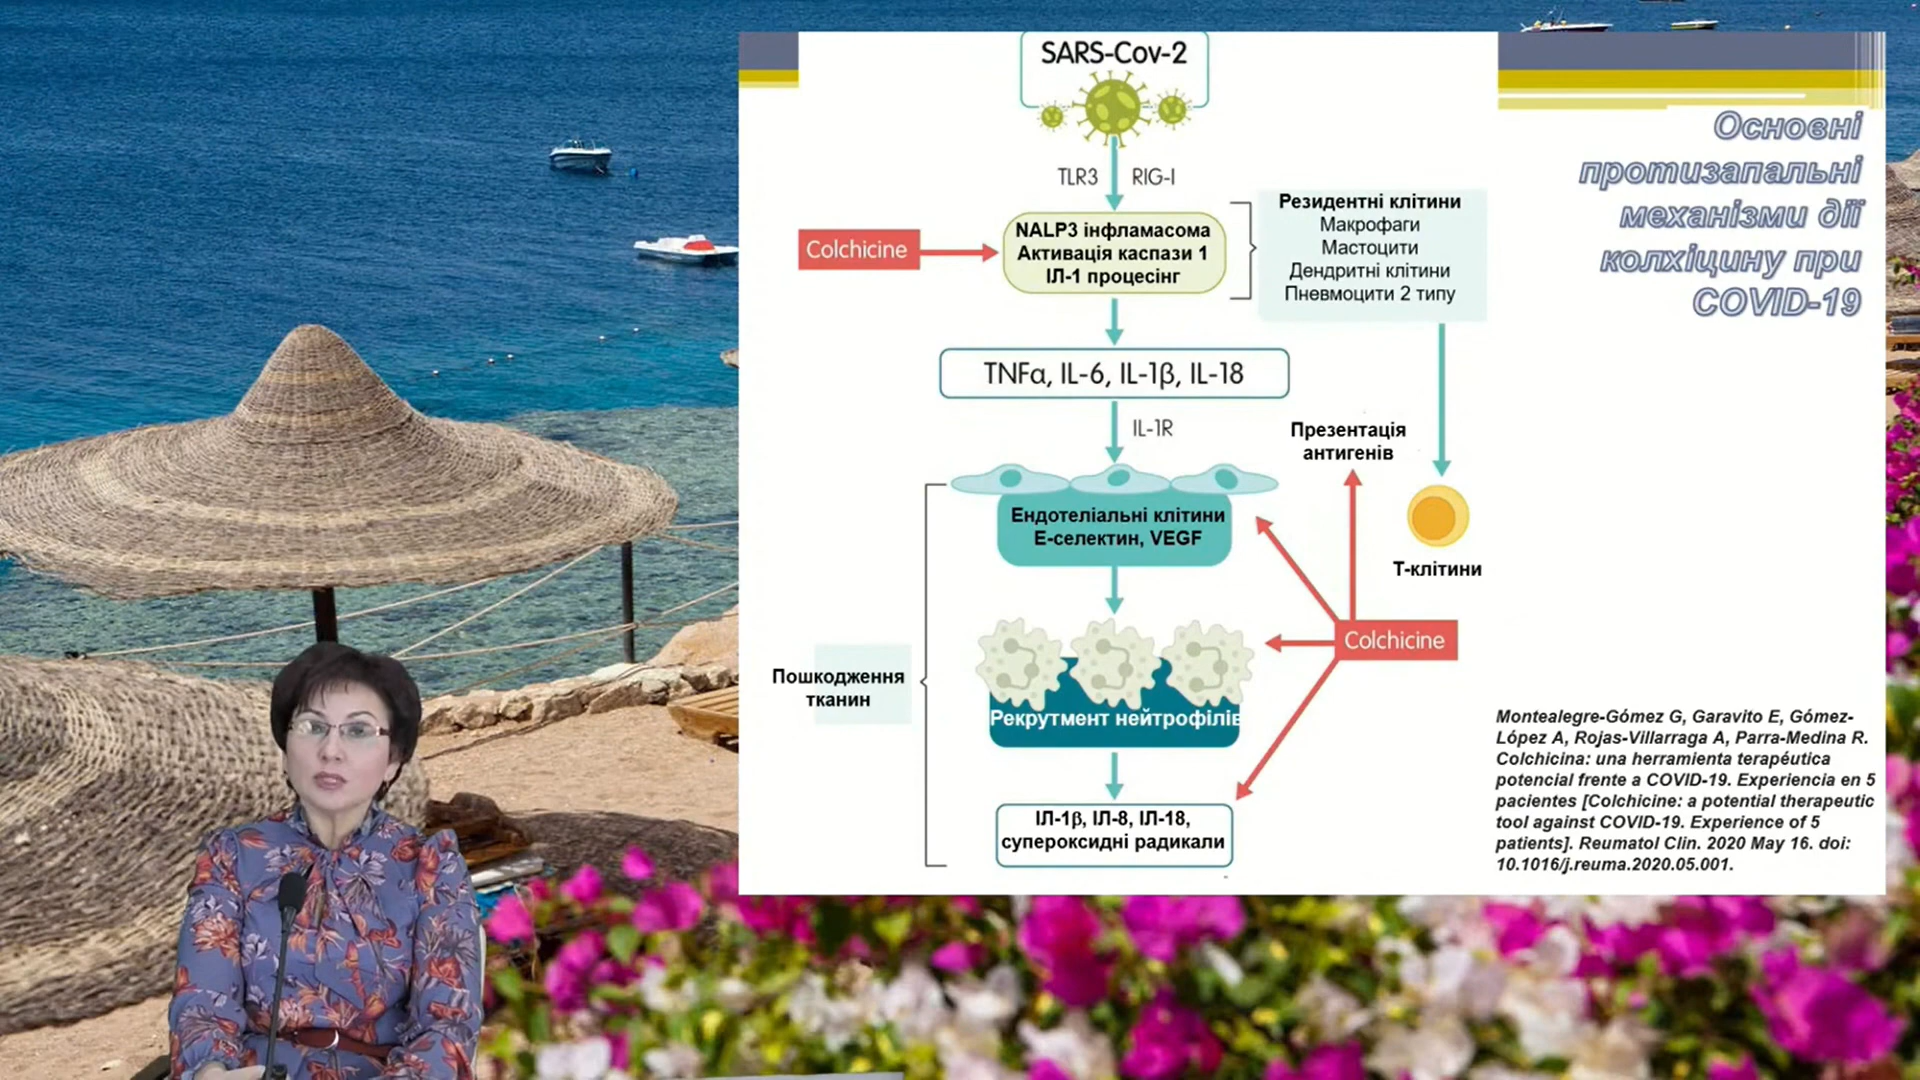 SARS-Cov-2
TLR3 RIG-I
Colchicine
NALP3 інфламасома
Активація каспази 1
ІЛ-1 процесінг
Резидентні клітини
Макрофаги
Мастоцити
Дендритні клітини
Пневмоцити 2 типу
Основні
протизапальні
механізми дії
колхіцину при
COVID-19
TNFα, IL-6, IL-1β, IL-18
IL-1R
Презентація
антигенів
Ендотеліальні клітини
Е-селектин, VEGF
Т-клітини
Colchicine
Пошкодження
тканин
Рекрутмент нейтрофілів
ІЛ-1β, ІЛ-8, ІЛ-18,
супероксидні радикали
Montealegre-Gómez G, Garavito E, Gómez-
López A, Rojas-Villarraga A, Parra-Medina R.
Colchicina: una herramienta terapéutica
potencial frente a COVID-19. Experiencia en 5
pacientes [Colchicine: a potential therapeutic
tool against COVID-19. Experience of 5
patients]. Reumatol Clin. 2020 May 16. doi:
10.1016/j.reuma.2020.05.001.